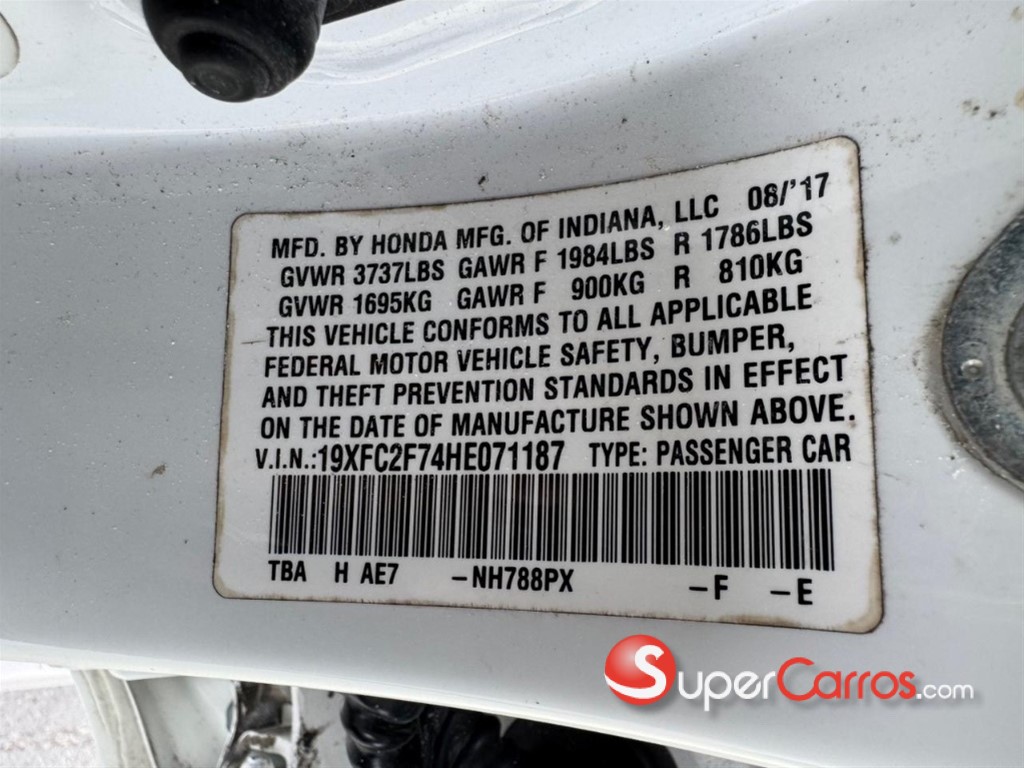 MFD. BY HONDA MFG. OF INDIANA, LLC 08/'17
GVWR 3737LBS GAWR F 1984LBS R 1786LBS
GVWR 1695KG GAWR F 900KG R 810KG
THIS VEHICLE CONFORMS TO ALL APPLICABLE
FEDERAL MOTOR VEHICLE SAFETY, BUMPER,
AND THEFT PREVENTION STANDARDS IN EFFECT
ON THE DATE OF MANUFACTURE SHOWN ABOVE.
V.I.N.:19XFC2F74HE071187 TYPE: PASSENGER CAR
TBA H AE7 -NH788PX -F -E
S SuperCarros.com